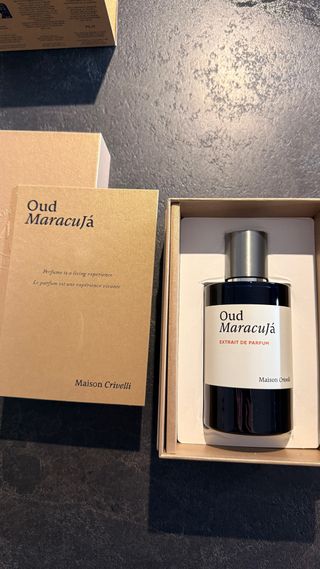 Oud
MaracuJá
Perfume is a living experience
Le parfum est une expérience vivante
Maison Crivelli
Oud
MaracuJá
EXTRAIT DE PARFUM
Maison Crivelli